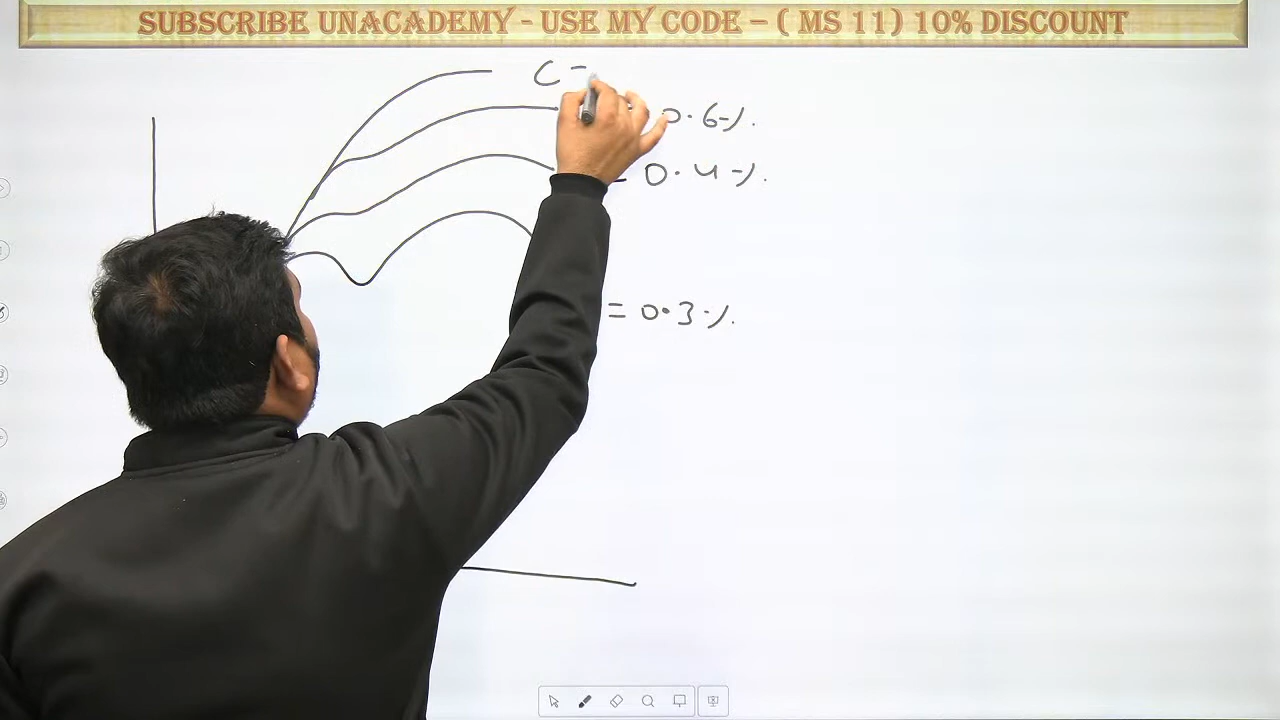 SUBSCRIBE UNACADEMY - USE MY CODE – ( MS 11) 10% DISCOUNT
C =
0.6%.
= 0.4%.
= 0.3%.